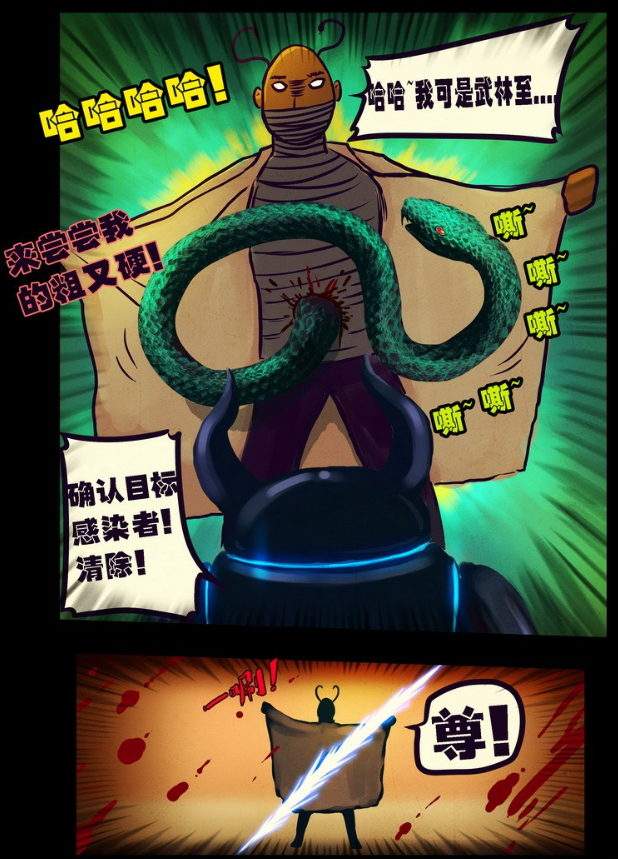 哈哈哈哈!
哈哈~我可是武林至....
来尝尝我
的粗又硬!
嘶~
嘶~
嘶~
嘶~嘶~
确认目标
感染者!
清除!
一唰!
尊!